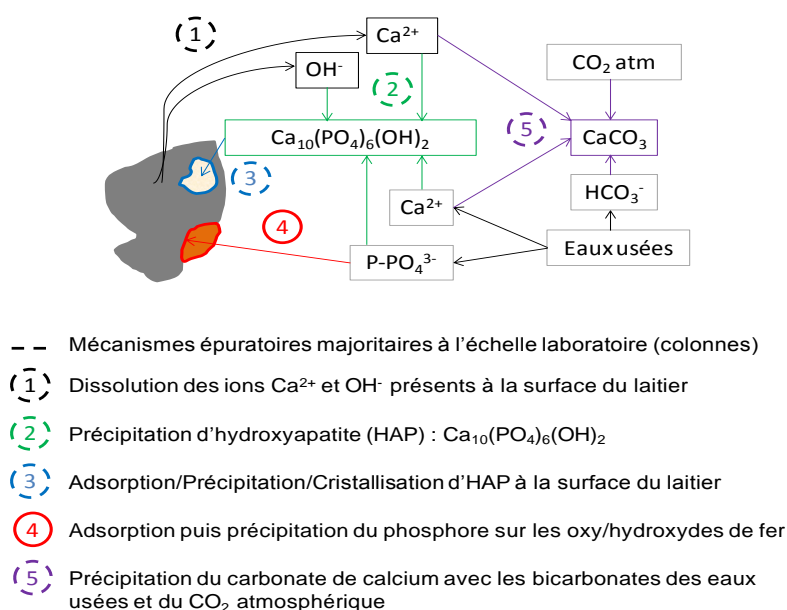 1
Ca²⁺
OH⁻
CO₂ atm
2
5
Ca₁₀(PO₄)₆(OH)₂
CaCO₃
3
Ca²⁺
HCO₃⁻
4
P-PO₄³⁻
Eaux usées
Mécanismes épuratoires majoritaires à l’échelle laboratoire (colonnes)
1 Dissolution des ions Ca²⁺ et OH⁻ présents à la surface du laitier
2 Précipitation d’hydroxyapatite (HAP) : Ca₁₀(PO₄)₆(OH)₂
3 Adsorption/Précipitation/Cristallisation d’HAP à la surface du laitier
4 Adsorption puis précipitation du phosphore sur les oxy/hydroxydes de fer
5 Précipitation du carbonate de calcium avec les bicarbonates des eaux
usées et du CO₂ atmosphérique